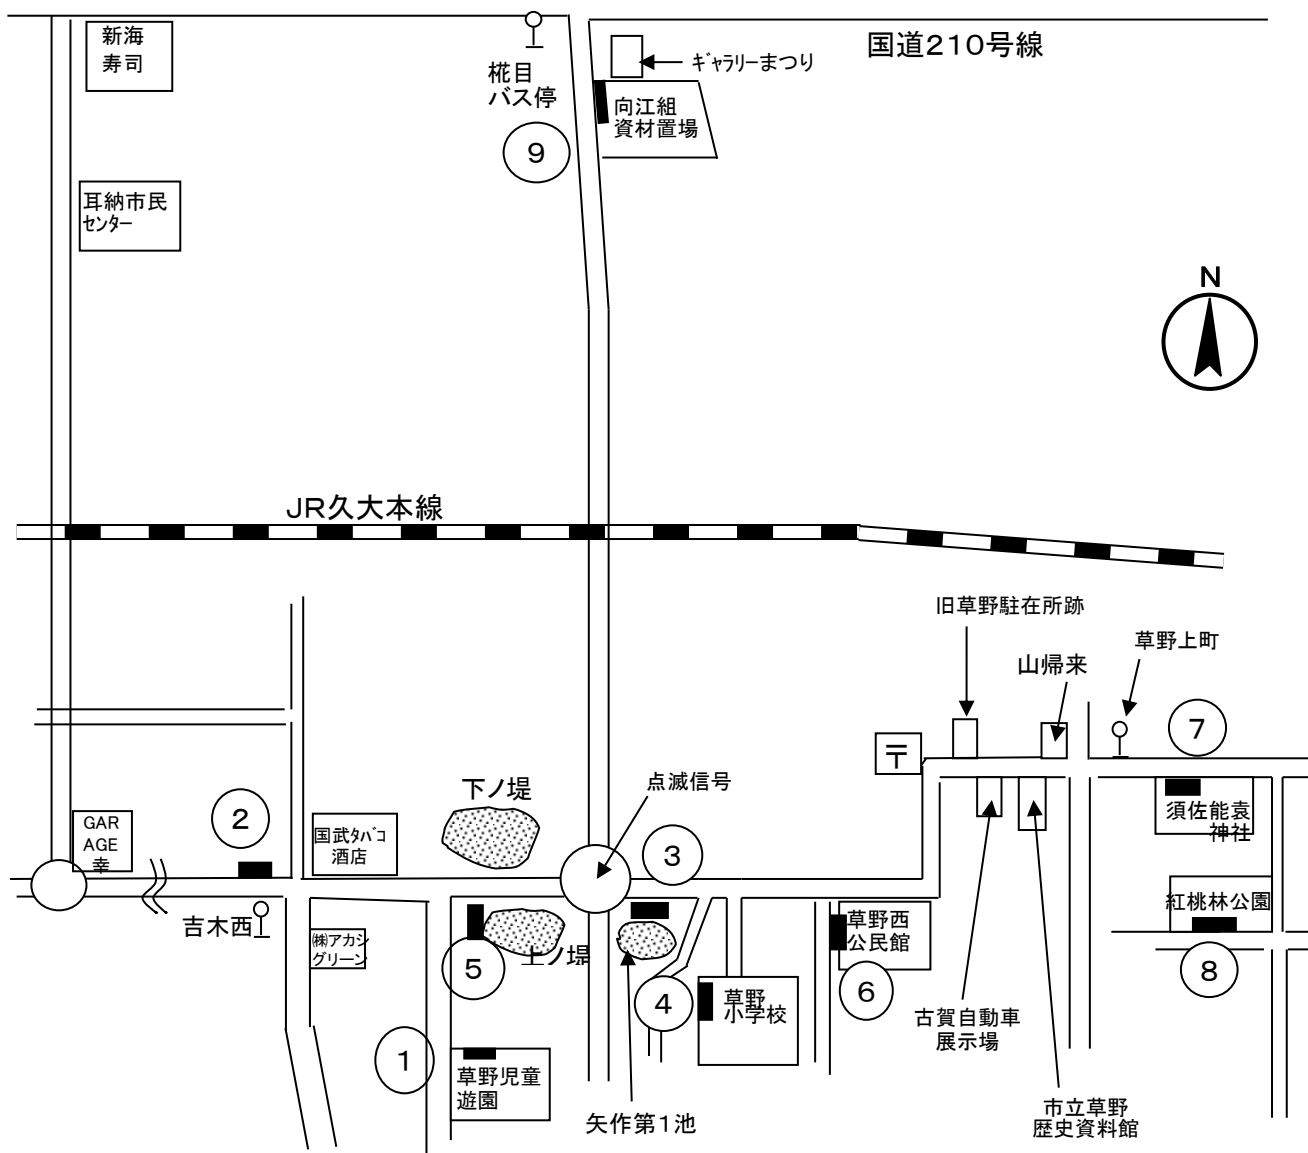 新海
寿司
椛目
バス停
ｷﾞｬﾗﾘｰまつり
国道210号線
向江組
資材置場
9
耳納市民
ｾﾝﾀｰ
N
JR久大本線
旧草野駐在所跡
山帰来
草野上町
7
〒
下ノ堤
点滅信号
GAR
AGE
幸
2
国武ﾀﾊﾞｺ
酒店
3
須佐能袁
神社
吉木西
㈱アカシ
グリーン
上ノ堤
5
草野西
公民館
紅桃林公園
4
草野
小学校
6
8
古賀自動車
展示場
1
草野児童
遊園
矢作第1池
市立草野
歴史資料館